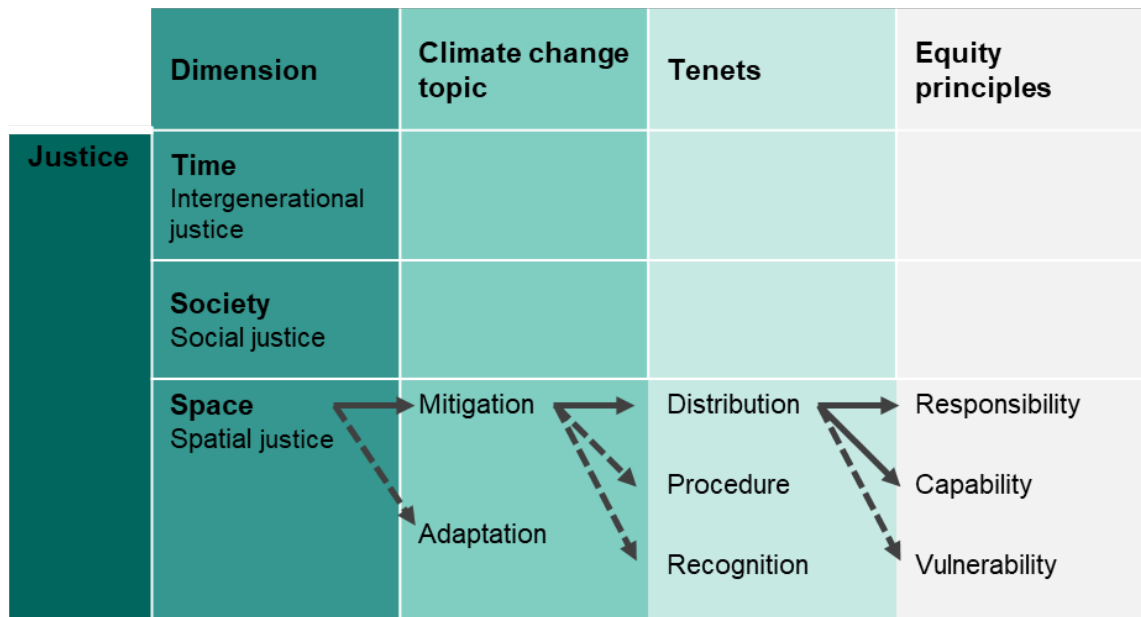 Dimension
Climate change
topic
Tenets
Equity
principles
Justice
Time
Intergenerational
justice
Society
Social justice
Space
Spatial justice
Mitigation
Adaptation
Distribution
Procedure
Recognition
Responsibility
Capability
Vulnerability